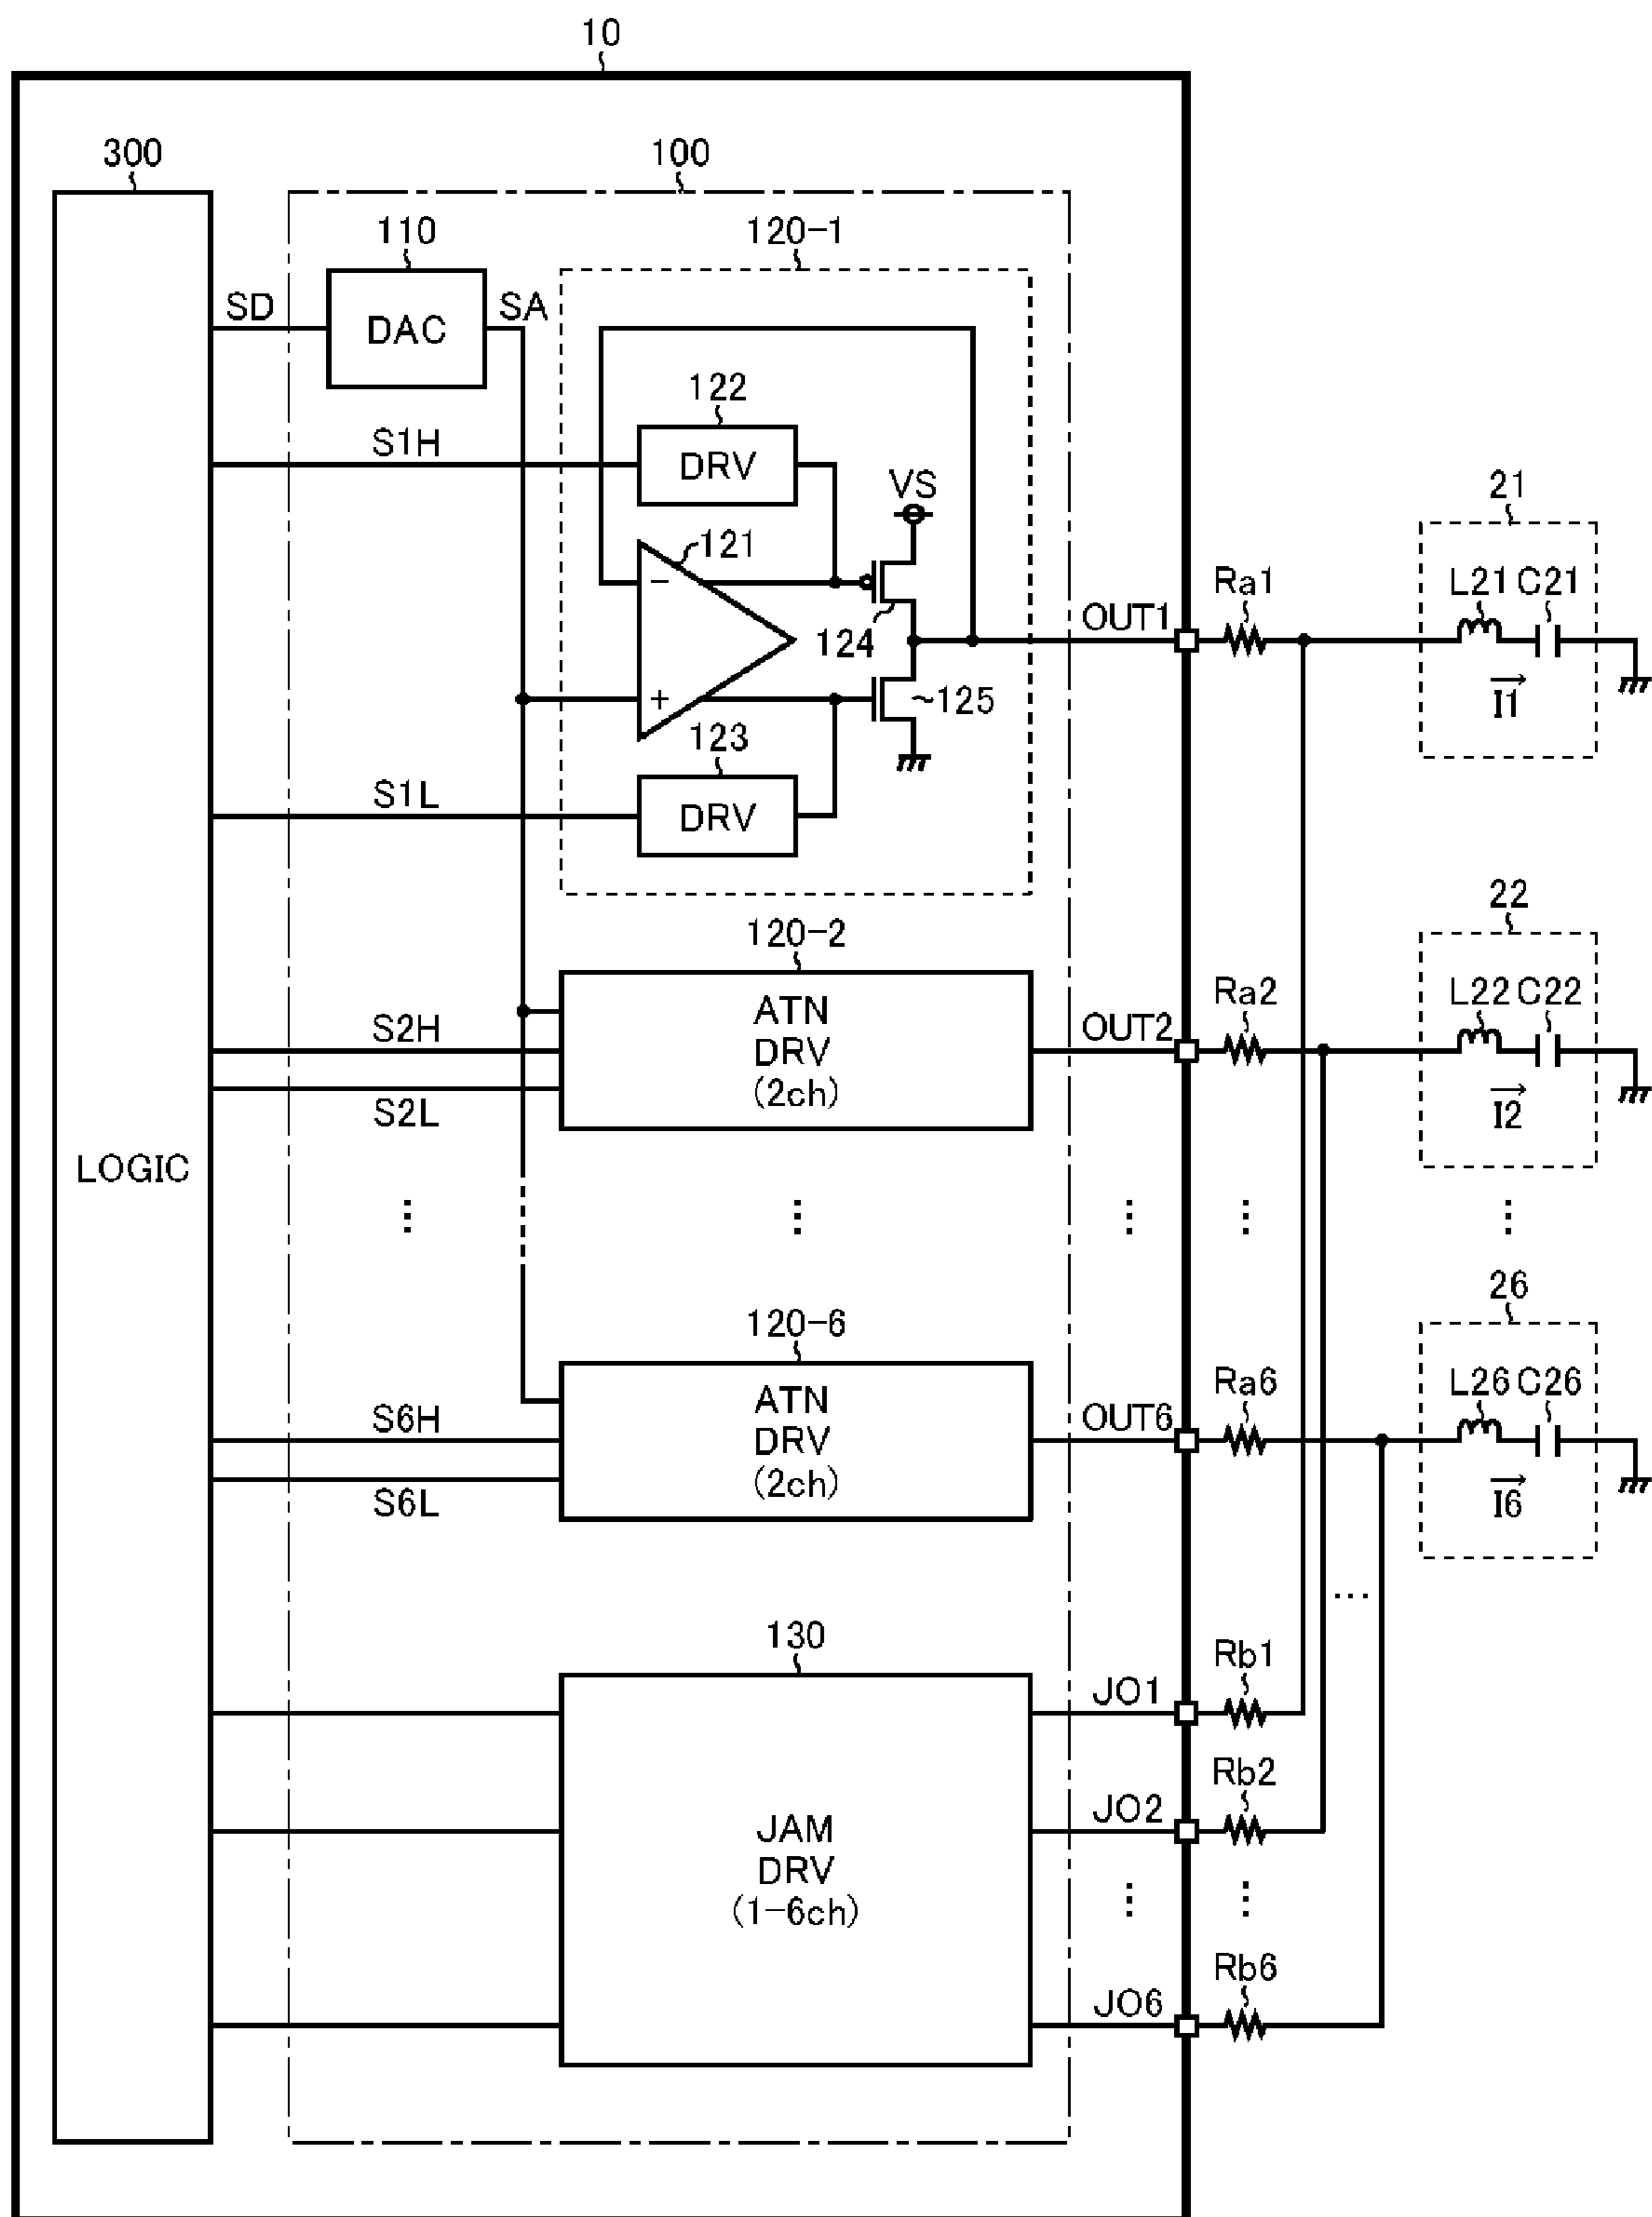 10
300
100
110
120-1
SD
DAC
SA
122
S1H
DRV
VS
21
121
−
Ra1
L21 C21
OUT1
124
I1
+
~125
123
S1L
DRV
22
120-2
Ra2
L22 C22
ATN
DRV
(2ch)
S2H
OUT2
S2L
I2
LOGIC
⋮ ⋮ ⋮ ⋮ ⋮
26
120-6
Ra6
L26 C26
ATN
DRV
(2ch)
S6H
OUT6
S6L
I6
...
130
Rb1
JO1
Rb2
JO2
JAM
DRV
(1-6ch)
⋮ ⋮
Rb6
JO6